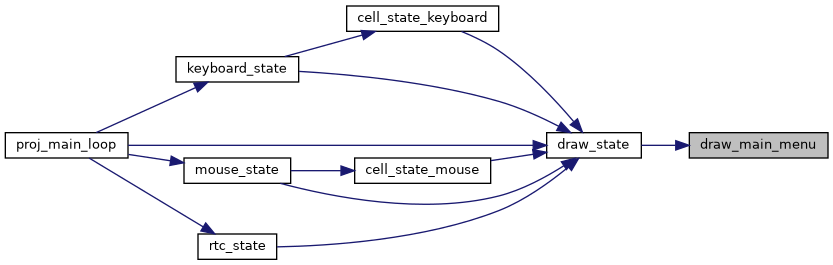 cell_state_keyboard
keyboard_state
proj_main_loop
draw_state
draw_main_menu
mouse_state
cell_state_mouse
rtc_state